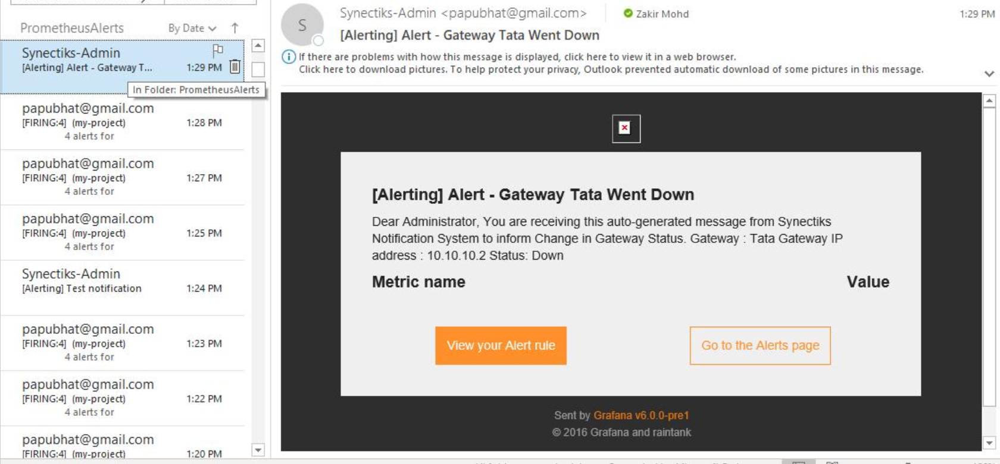 PrometheusAlerts
By Date
Synectiks-Admin
[Alerting] Alert - Gateway T...
1:29 PM
In Folder: PrometheusAlerts
papubhat@gmail.com
[FIRING:4] (my-project)
1:28 PM
4 alerts for
papubhat@gmail.com
[FIRING:4] (my-project)
1:27 PM
4 alerts for
papubhat@gmail.com
[FIRING:4] (my-project)
1:25 PM
4 alerts for
Synectiks-Admin
[Alerting] Test notification
1:24 PM
papubhat@gmail.com
[FIRING:4] (my-project)
1:23 PM
4 alerts for
papubhat@gmail.com
[FIRING:4] (my-project)
1:22 PM
4 alerts for
papubhat@gmail.com
[FIRING:4] (my-project)
1:20 PM
S
Synectiks-Admin <papubhat@gmail.com>
Zakir Mohd
1:29 PM
[Alerting] Alert - Gateway Tata Went Down
If there are problems with how this message is displayed, click here to view it in a web browser.
Click here to download pictures. To help protect your privacy, Outlook prevented automatic download of some pictures in this message.
[Alerting] Alert - Gateway Tata Went Down
Dear Administrator, You are receiving this auto-generated message from Synectiks
Notification System to inform Change in Gateway Status. Gateway : Tata Gateway IP
address : 10.10.10.2 Status: Down
Metric name
Value
View your Alert rule
Go to the Alerts page
Sent by Grafana v6.0.0-pre1
© 2016 Grafana and raintank